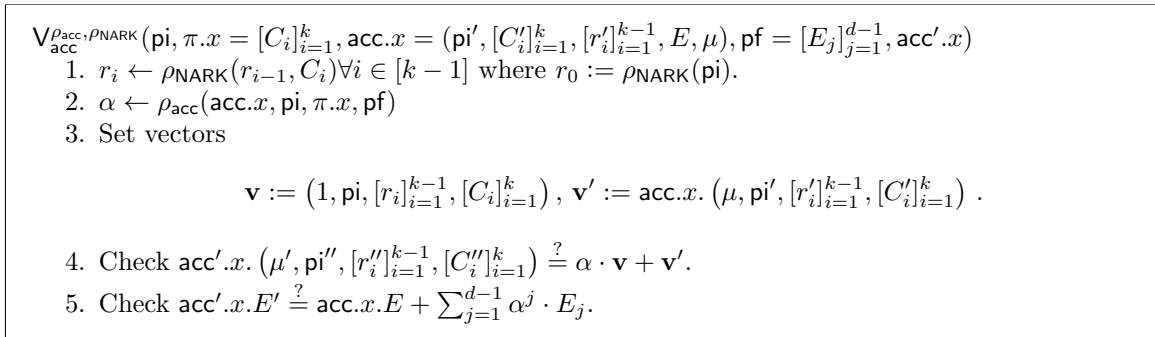 V_acc^{ρ_acc, ρ_NARK}(pi, π.x = [C_i]_{i=1}^k, acc.x = (pi′, [C′_i]_{i=1}^k, [r′_i]_{i=1}^{k−1}, E, μ), pf = [E_j]_{j=1}^{d−1}, acc′.x)
1. r_i ← ρ_NARK(r_{i−1}, C_i)∀i ∈ [k − 1] where r_0 := ρ_NARK(pi).
2. α ← ρ_acc(acc.x, pi, π.x, pf)
3. Set vectors
v := (1, pi, [r_i]_{i=1}^{k−1}, [C_i]_{i=1}^k), v′ := acc.x. (μ, pi′, [r′_i]_{i=1}^{k−1}, [C′_i]_{i=1}^k) .
4. Check acc′.x. (μ′, pi′′, [r′′_i]_{i=1}^{k−1}, [C′′_i]_{i=1}^k) =^? α · v + v′.
5. Check acc′.x.E′ =^? acc.x.E + ∑_{j=1}^{d−1} α^j · E_j.